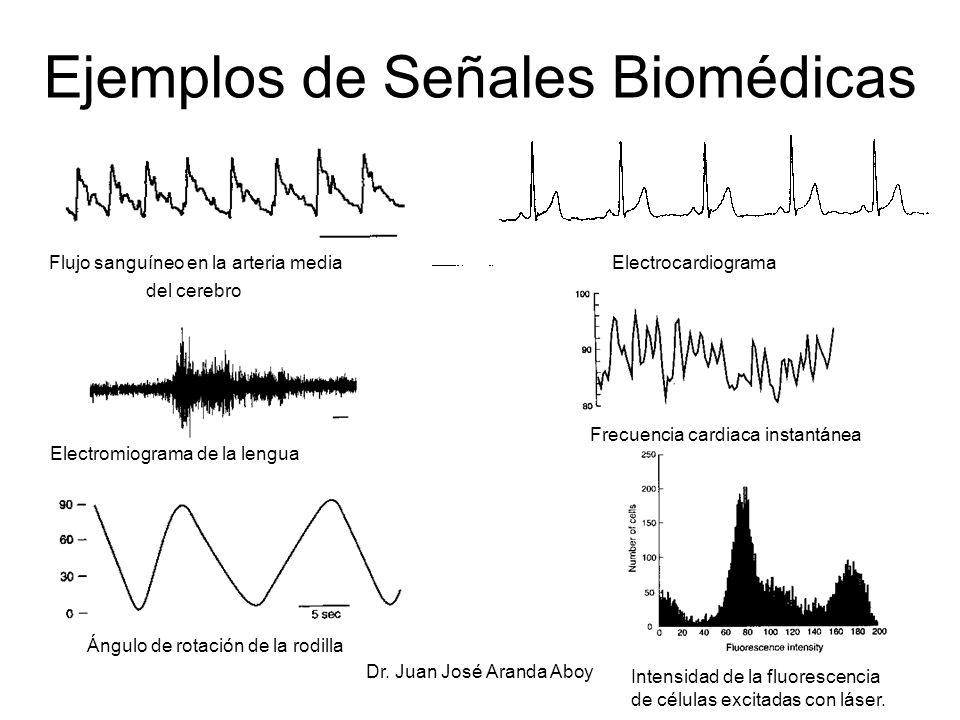 Ejemplos de Señales Biomédicas
Flujo sanguíneo en la arteria media
del cerebro
Electrocardiograma
100
90
80
Frecuencia cardiaca instantánea
Electromiograma de la lengua
90
60
30
0
5 sec
Ángulo de rotación de la rodilla
250
200
150
100
50
0
Number of cells
0 20 40 60 80 100 120 140 160 180 200
Fluorescence intensity
Intensidad de la fluorescencia
de células excitadas con láser.
Dr. Juan José Aranda Aboy